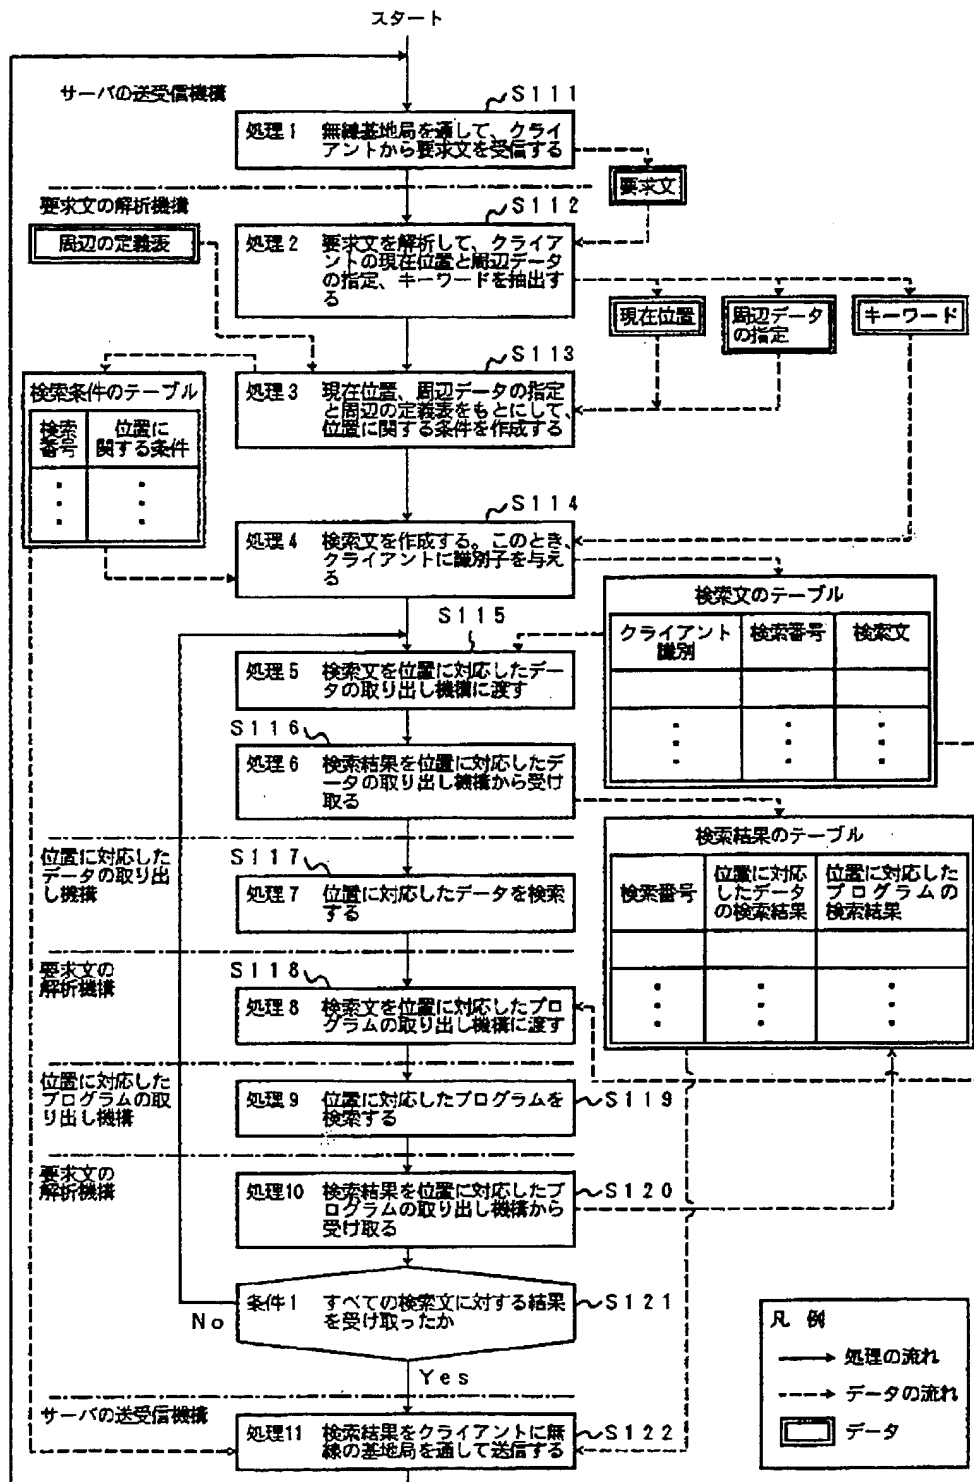 スタート
サーバの送受信機構
S111
処理1 無線基地局を通して、クライ
アントから要求文を受信する
要求文
要求文の解析機構
S112
周辺の定義表
処理2 要求文を解析して、クライア
ントの現在位置と周辺データ
の指定、キーワードを抽出す
る
現在位置
周辺データ
の指定
キーワード
S113
処理3 現在位置、周辺データの指定
と周辺の定義表をもとにして、
位置に関する条件を作成する
検索条件のテーブル
検索
番号
位置に
関する条件
S114
処理4 検索文を作成する。このとき、
クライアントに識別子を与え
る
検索文のテーブル
クライアント
識別
検索番号
検索文
S115
処理5 検索文を位置に対応したデー
タの取り出し機構に渡す
S116
処理6 検索結果を位置に対応したデ
ータの取り出し機構から受け
取る
検索結果のテーブル
検索番号
位置に対応
したデータ
の検索結果
位置に対応した
プログラムの
検索結果
位置に対応した
データの取り出
し機構
S117
処理7 位置に対応したデータを検索
する
要求文の
解析機構
S118
処理8 検索文を位置に対応したプロ
グラムの取り出し機構に渡す
位置に対応した
プログラムの取
り出し機構
処理9 位置に対応したプログラムを
検索する
S119
要求文の
解析機構
処理10 検索結果を位置に対応したプ
ログラムの取り出し機構から
受け取る
S120
条件1 すべての検索文に対する結果
を受け取ったか
S121
No
Yes
サーバの送受信機構
処理11 検索結果をクライアントに無
線の基地局を通して送信する
S122
凡 例
処理の流れ
データの流れ
データ